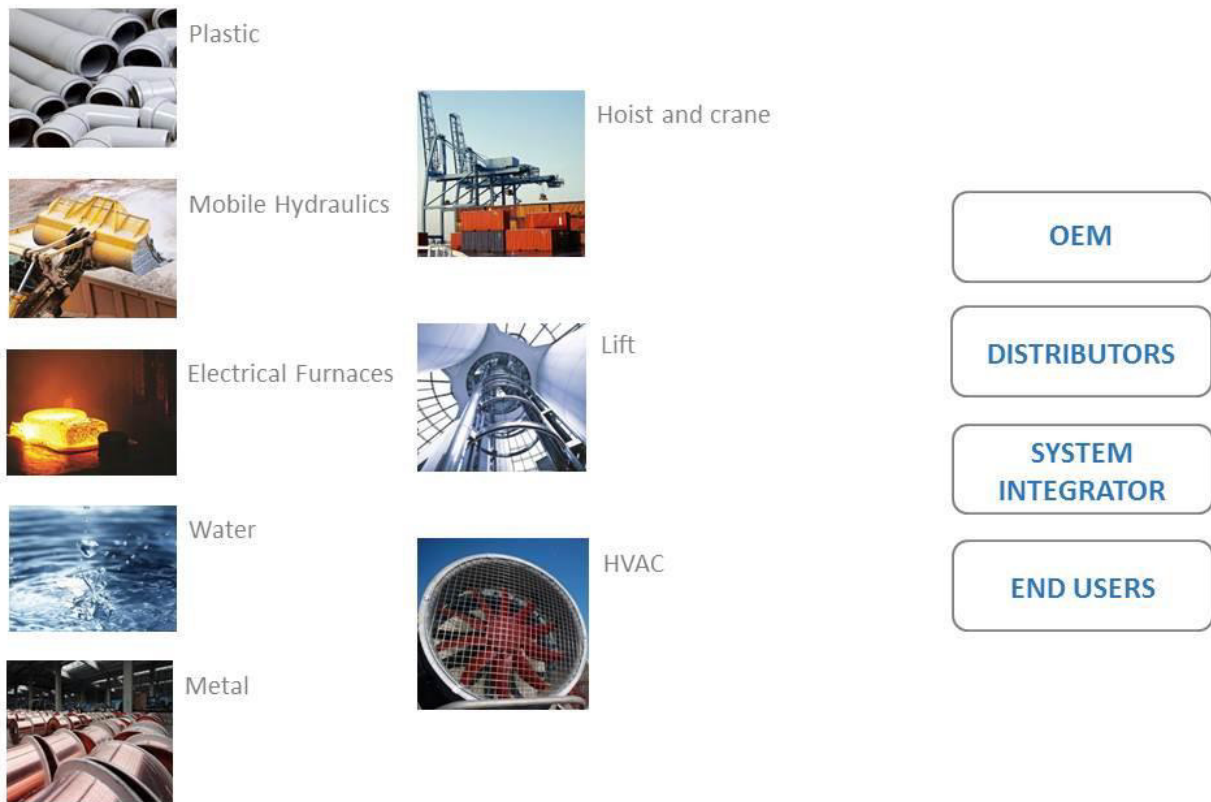 Plastic
Mobile Hydraulics
Electrical Furnaces
Water
Metal
Hoist and crane
Lift
HVAC
OEM
DISTRIBUTORS
SYSTEM
INTEGRATOR
END USERS